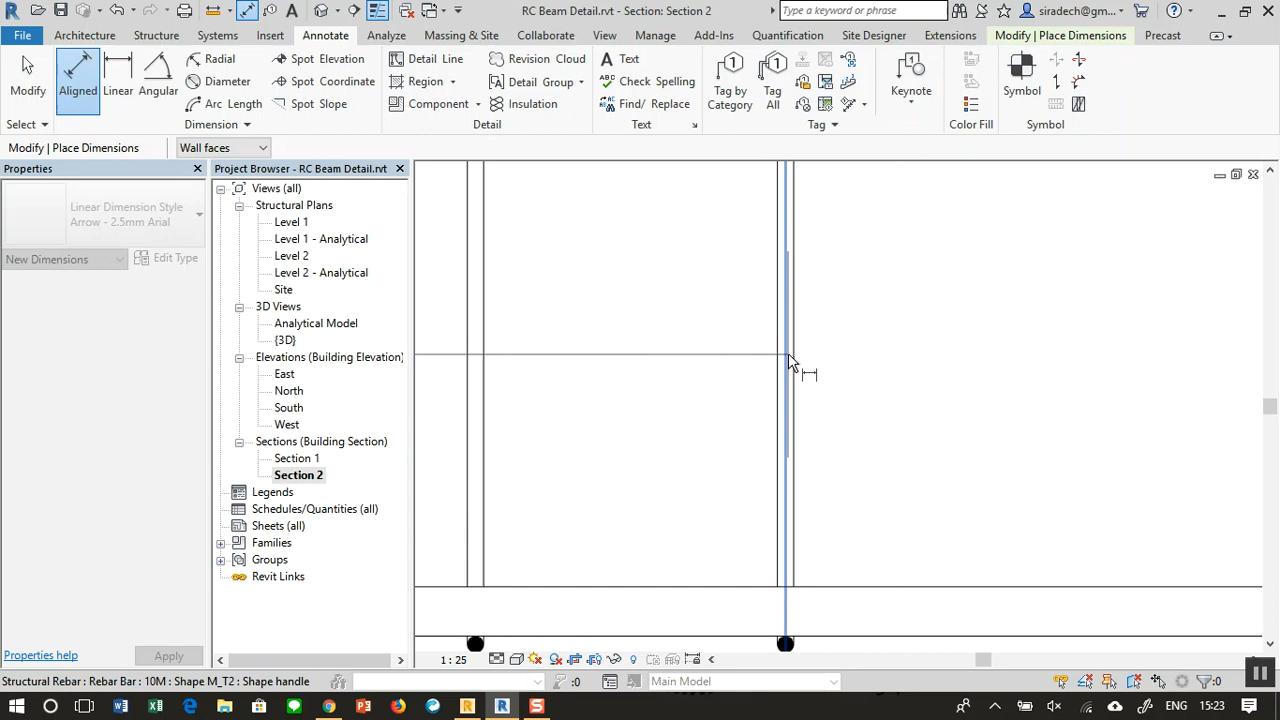 RC Beam Detail.rvt - Section: Section 2
Type a keyword or phrase
siradech@gm...
File
Architecture
Structure
Systems
Insert
Annotate
Analyze
Massing & Site
Collaborate
View
Manage
Add-Ins
Quantification
Site Designer
Extensions
Modify | Place Dimensions
Precast
Modify
Aligned
Linear
Angular
Radial
Diameter
Arc Length
Spot Elevation
Spot Coordinate
Spot Slope
Detail Line
Region
Component
Revision Cloud
Detail Group
Insulation
Text
Check Spelling
Find/ Replace
Tag by
Category
Tag
All
Keynote
Symbol
Select
Dimension
Detail
Text
Tag
Color Fill
Symbol
Modify | Place Dimensions
Wall faces
Properties
Project Browser - RC Beam Detail.rvt
Linear Dimension Style
Arrow - 2.5mm Arial
New Dimensions
Edit Type
Views (all)
Structural Plans
Level 1
Level 1 - Analytical
Level 2
Level 2 - Analytical
Site
3D Views
Analytical Model
{3D}
Elevations (Building Elevation)
East
North
South
West
Sections (Building Section)
Section 1
Section 2
Legends
Schedules/Quantities (all)
Sheets (all)
Families
Groups
Revit Links
Properties help
Apply
1 : 25
Structural Rebar : Rebar Bar : 10M : Shape M_T2 : Shape handle
:0
Main Model
:0
ENG
15:23